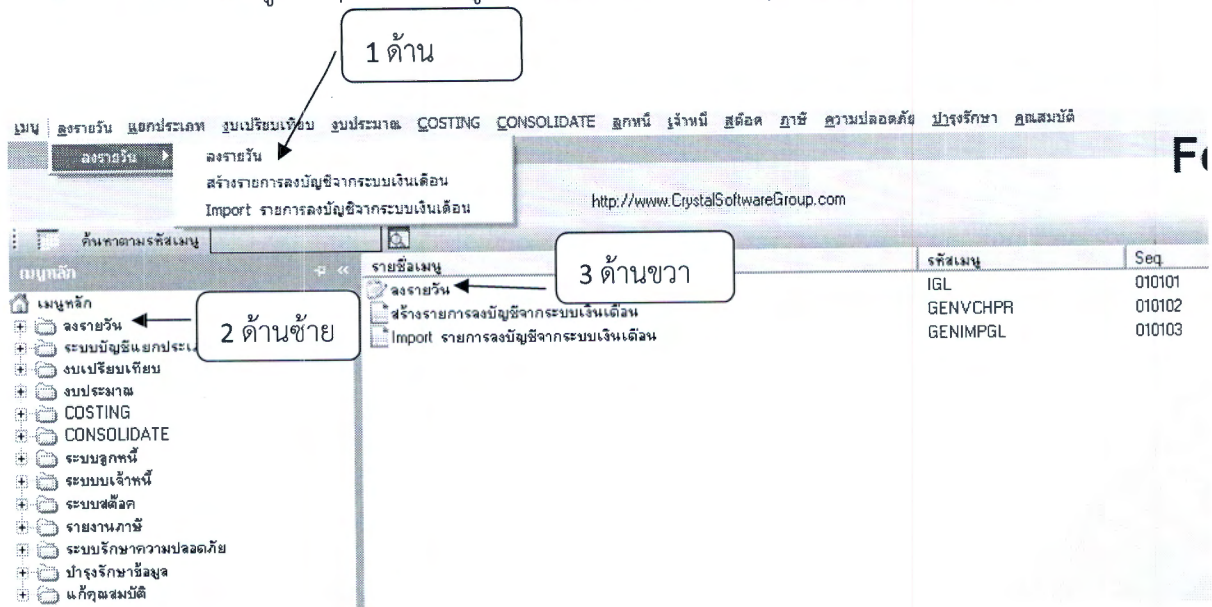 1 ด้าน
เมนู ลงรายวัน แยกประเภท งบเปรียบเทียบ งบประมาณ COSTING CONSOLIDATE ลูกหนี้ เจ้าหนี้ สต๊อค ภาษี ความปลอดภัย บำรุงรักษา คุณสมบัติ
ลงรายวัน
ลงรายวัน
สร้างรายการลงบัญชีจากระบบเงินเดือน
Import รายการลงบัญชีจากระบบเงินเดือน
http://www.CrystalSoftwareGroup.com
ค้นหาตามรหัสเมนู
เมนูหลัก
รายชื่อเมนู รหัสเมนู Seq.
3 ด้านขวา
ลงรายวัน IGL 010101
สร้างรายการลงบัญชีจากระบบเงินเดือน GENVCHPR 010102
Import รายการลงบัญชีจากระบบเงินเดือน GENIMPGL 010103
เมนูหลัก
ลงรายวัน
2 ด้านซ้าย
ระบบบัญชีแยกประเ
งบเปรียบเทียบ
งบประมาณ
COSTING
CONSOLIDATE
ระบบลูกหนี้
ระบบบเจ้าหนี้
ระบบสต๊อค
รายงานภาษี
ระบบรักษาความปลอดภัย
บำรุงรักษาข้อมูล
แก้คุณสมบัติ